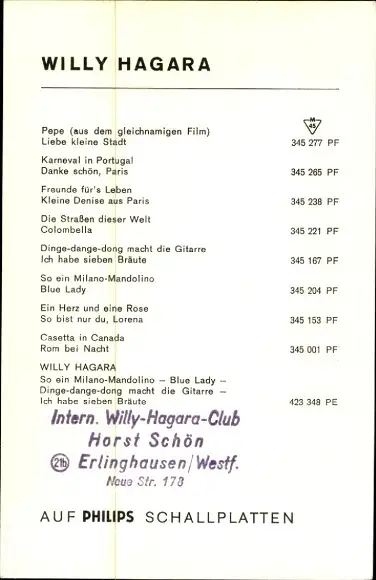 WILLY HAGARA
M
45
Pepe (aus dem gleichnamigen Film)
Liebe kleine Stadt 345 277 PF
Karneval in Portugal
Danke schön, Paris 345 265 PF
Freunde für's Leben
Kleine Denise aus Paris 345 238 PF
Die Straßen dieser Welt
Colombella 345 221 PF
Dinge-dange-dong macht die Gitarre
Ich habe sieben Bräute 345 167 PF
So ein Milano-Mandolino
Blue Lady 345 204 PF
Ein Herz und eine Rose
So bist nur du, Lorena 345 153 PF
Casetta in Canada
Rom bei Nacht 345 001 PF
WILLY HAGARA
So ein Milano-Mandolino – Blue Lady –
Dinge-dange-dong macht die Gitarre –
Ich habe sieben Bräute 423 348 PE
Intern. Willy-Hagara-Club
Horst Schön
21b Erlinghausen/Westf.
Neue Str. 173
AUF PHILIPS SCHALLPLATTEN